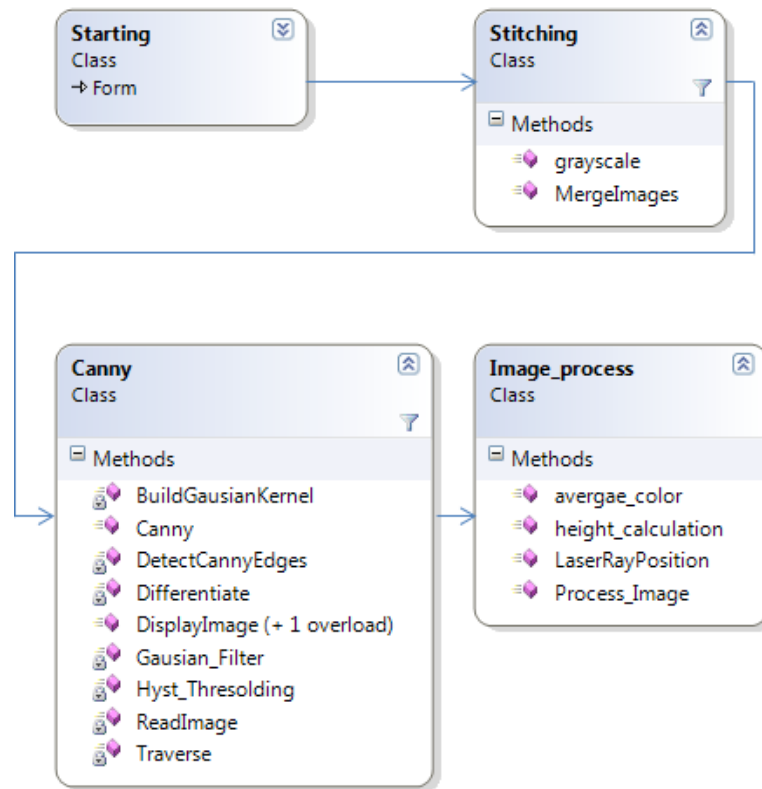 Starting
Class
Form
Stitching
Class
Methods
grayscale
MergeImages
Canny
Class
Methods
BuildGausianKernel
Canny
DetectCannyEdges
Differentiate
DisplayImage (+ 1 overload)
Gausian_Filter
Hyst_Thresolding
ReadImage
Traverse
Image_process
Class
Methods
avergae_color
height_calculation
LaserRayPosition
Process_Image